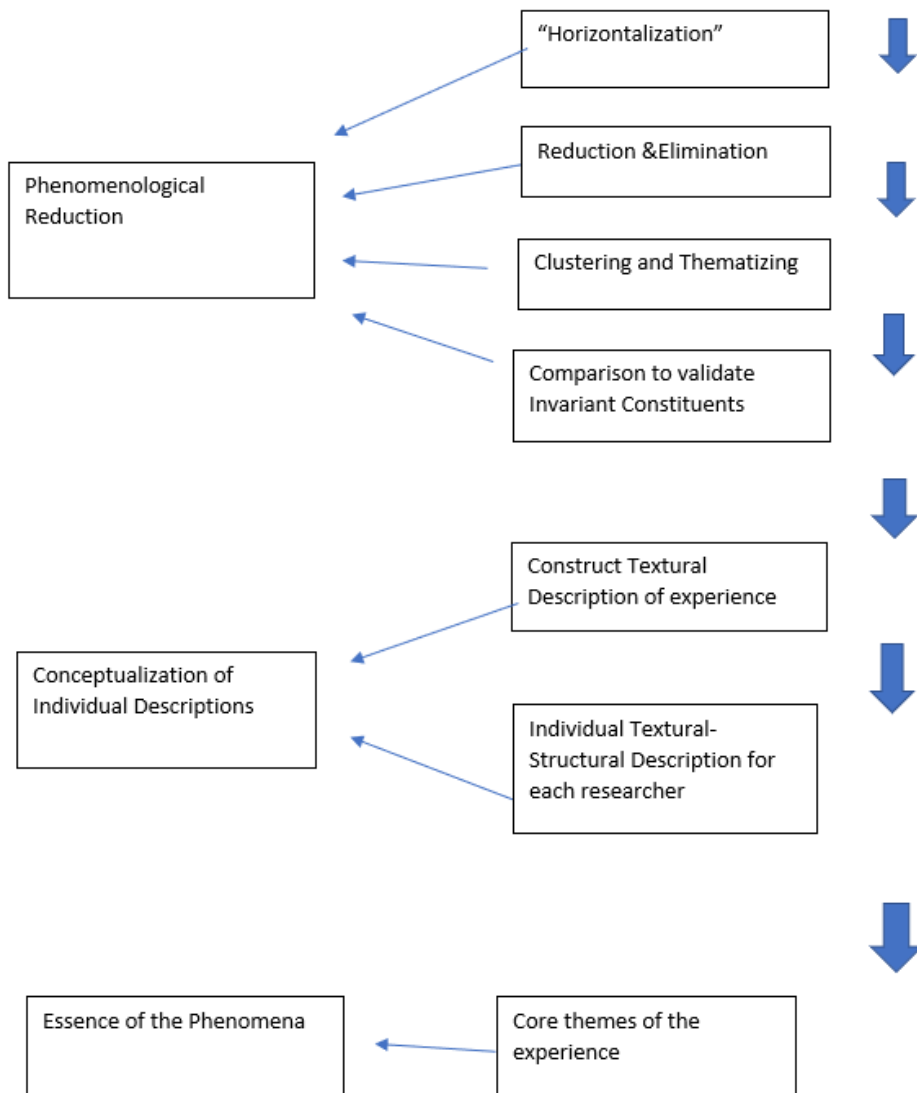 “Horizontalization”
Reduction &Elimination
Phenomenological
Reduction
Clustering and Thematizing
Comparison to validate
Invariant Constituents
Construct Textural
Description of experience
Conceptualization of
Individual Descriptions
Individual Textural-
Structural Description for
each researcher
Essence of the Phenomena
Core themes of the
experience